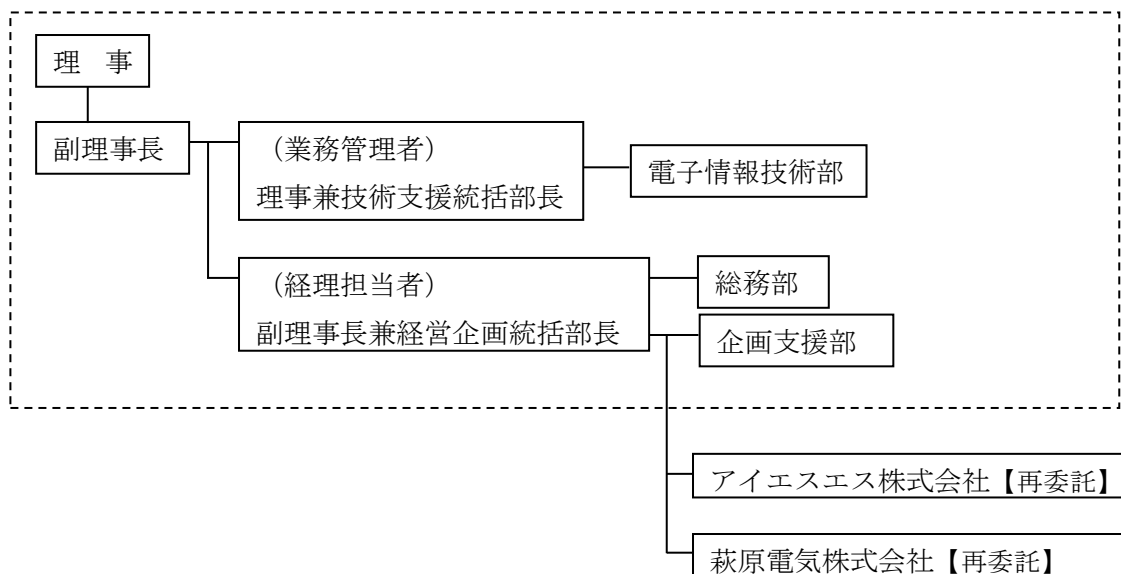 理　事
副理事長
（業務管理者）
理事兼技術支援統括部長
電子情報技術部
（経理担当者）
副理事長兼経営企画統括部長
総務部
企画支援部
アイエスエス株式会社【再委託】
萩原電気株式会社【再委託】